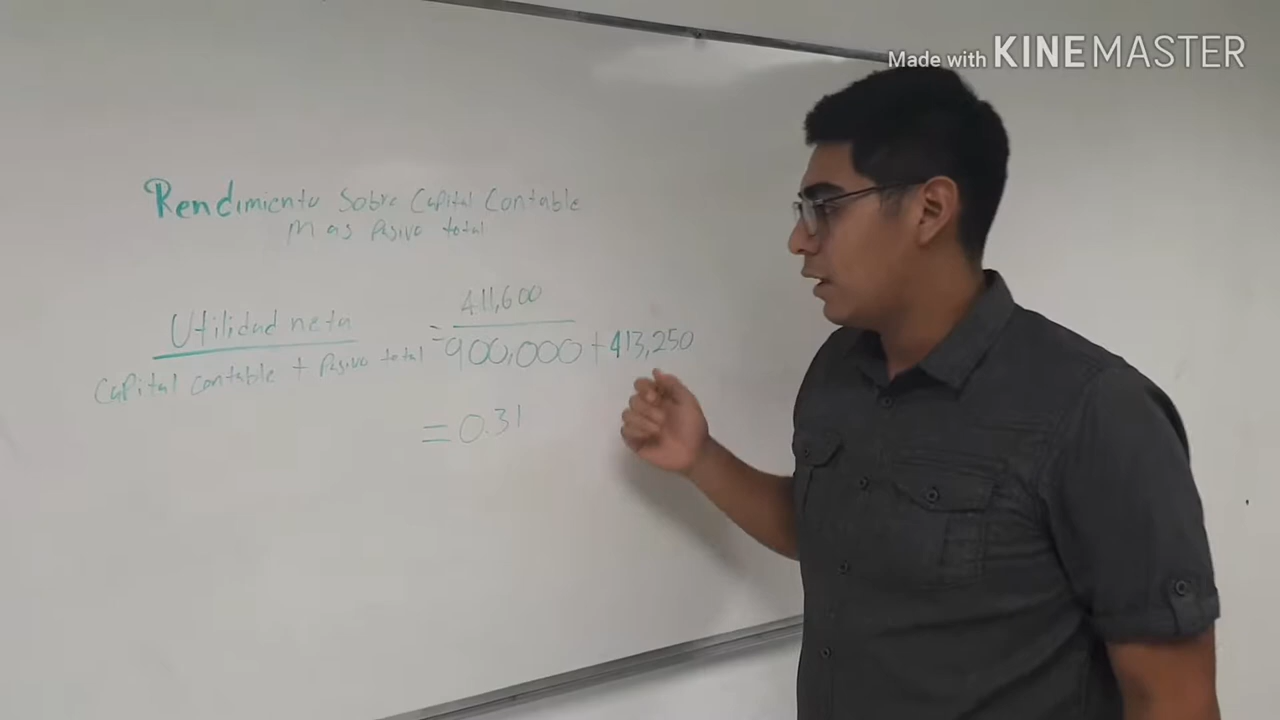 Made with KINEMASTER
Rendimiento Sobre Capital Contable
Mas Pasivo total
Utilidad neta
Capital contable + Pasivo total
= 411,600
900,000 + 413,250
= 0.31